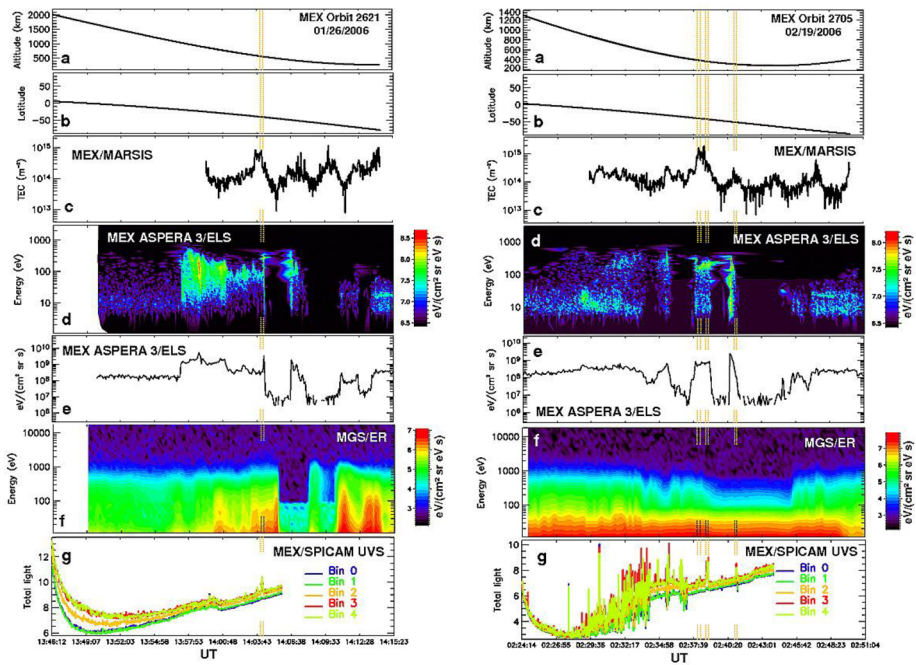 MEX Orbit 2621
01/26/2006
Altitude (km)
2000
1500
1000
500
0
a
Latitude
50
0
−50
b
MEX/MARSIS
TEC (m⁻²)
10¹⁵
10¹⁴
10¹³
c
MEX ASPERA 3/ELS
Energy (eV)
1000
100
10
d
8.5
8.0
7.5
7.0
6.5
eV/(cm² sr eV s)
MEX ASPERA 3/ELS
eV/(cm² sr s)
10¹⁰
10⁹
10⁸
10⁷
10⁶
e
MGS/ER
Energy (eV)
10000
1000
100
f
7
6
5
4
3
eV/(cm² sr eV s)
g
MEX/SPICAM UVS
Total light
12
10
8
6
Bin 0
Bin 1
Bin 2
Bin 3
Bin 4
13:46:12 13:49:07 13:52:03 13:54:58 13:57:53 14:00:48 14:03:43 14:06:38 14:09:33 14:12:28 14:15:23
UT
MEX Orbit 2705
02/19/2006
Altitude (km)
1400
1200
1000
800
600
400
200
a
Latitude
50
0
−50
b
MEX/MARSIS
TEC (m⁻²)
10¹⁵
10¹⁴
10¹³
c
d
MEX ASPERA 3/ELS
Energy (eV)
1000
100
10
8.0
7.5
7.0
6.5
eV/(cm² sr eV s)
e
eV/(cm² sr s)
10¹⁰
10⁹
10⁸
10⁷
10⁶
MEX ASPERA 3/ELS
f
MGS/ER
Energy (eV)
10000
1000
100
7
6
5
4
3
eV/(cm² sr eV s)
g
MEX/SPICAM UVS
Total light
10
8
6
4
Bin 0
Bin 1
Bin 2
Bin 3
Bin 4
02:24:14 02:26:55 02:29:36 02:32:17 02:34:58 02:37:39 02:40:20 02:43:01 02:45:42 02:48:23 02:51:04
UT